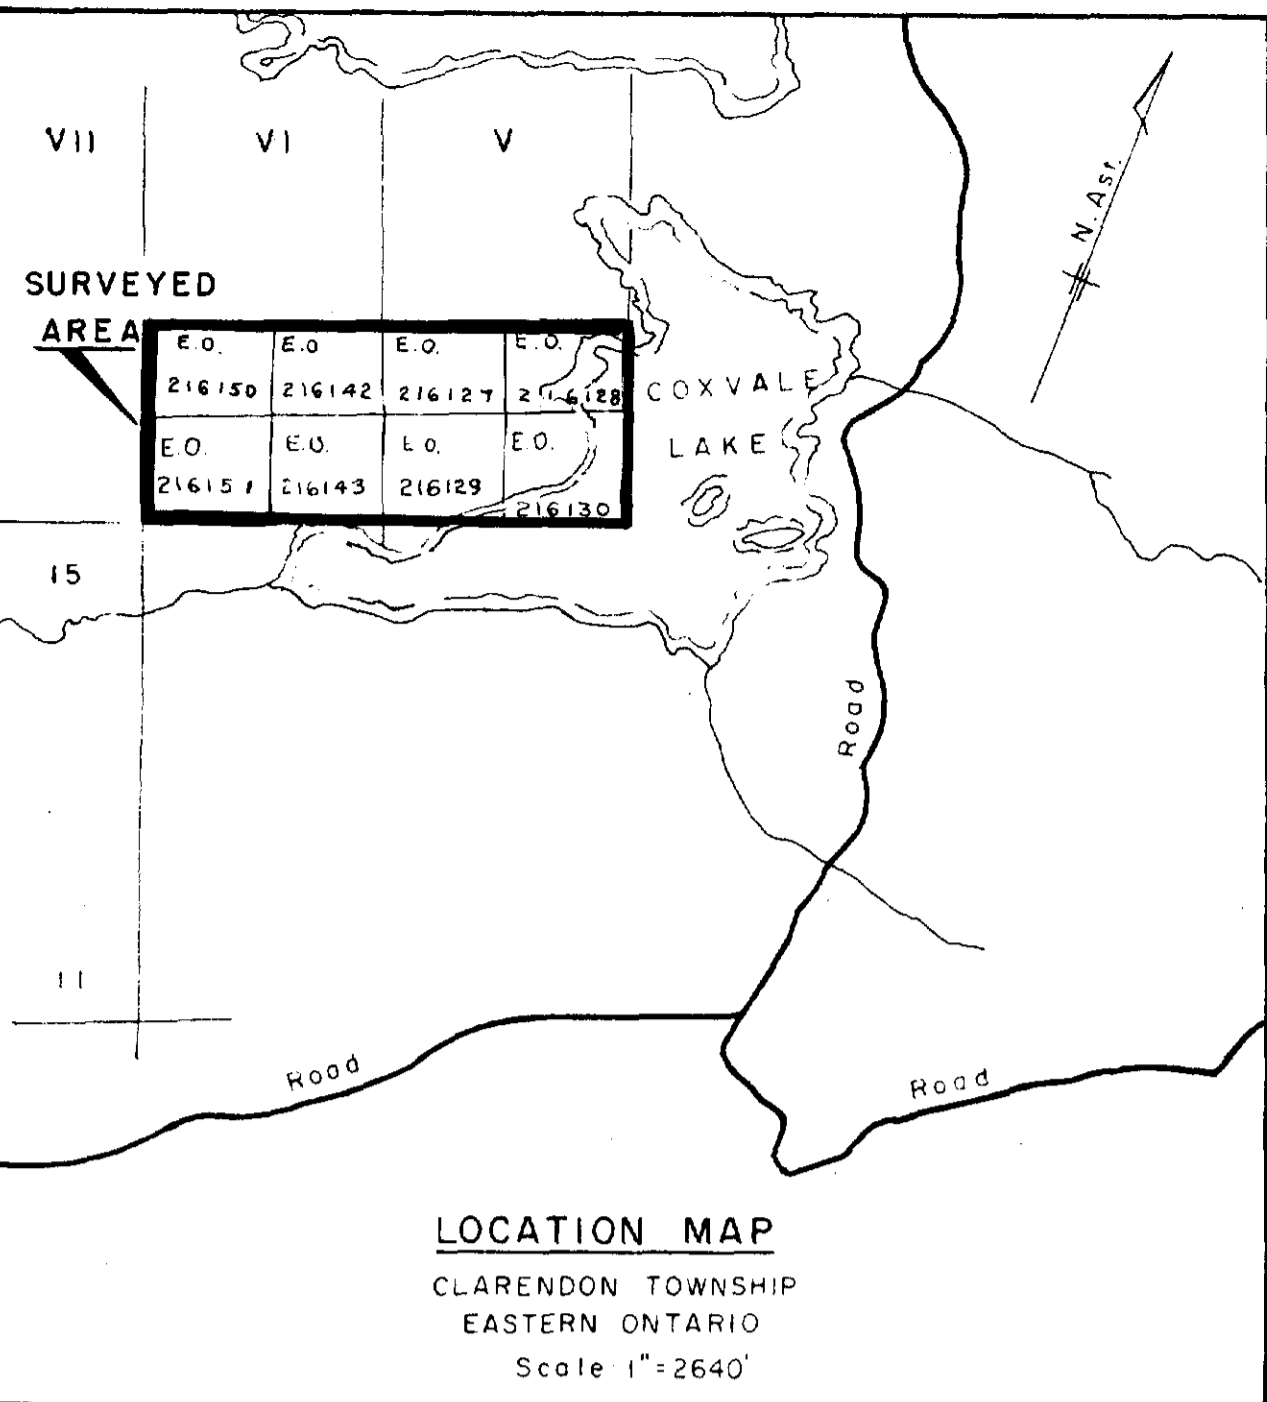 VII VI V
N. Ast.
SURVEYED
AREA
E.O. E.O E.O. E.O.
216150 216142 216127 216128
COXVALE
E.O. E.O. E.O. E.O.
LAKE
216151 216143 216129
216130
15
Road
11
Road
Road
LOCATION MAP
CLARENDON TOWNSHIP
EASTERN ONTARIO
Scale 1"=2640'